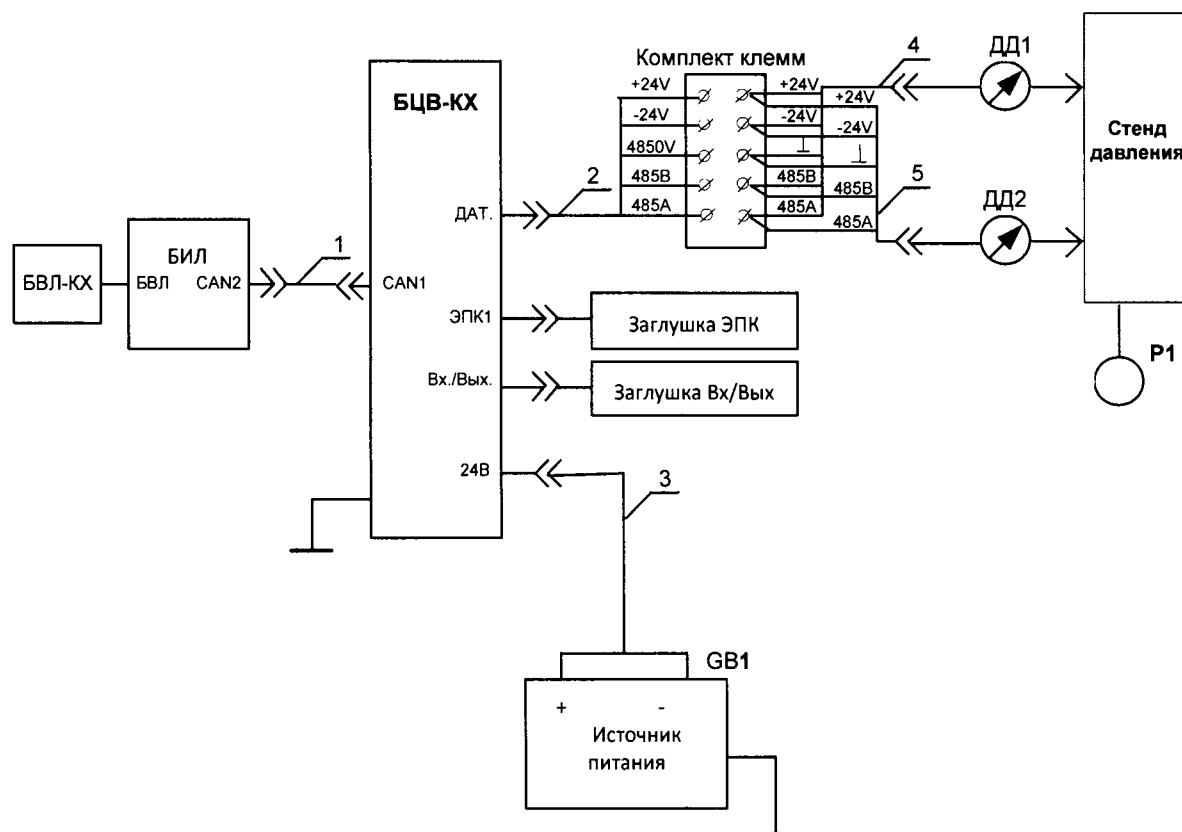 Комплект клемм
4
ДД1
БЦВ-КХ
+24V
+24V
+24V
-24V
-24V
-24V
4850V
485B
485B
485B
485A
485A
485A
Стенд
давления
2
5
ДД2
ДАТ.
БИЛ
1
БВЛ-КХ
БВЛ
CAN2
CAN1
ЭПК1
Заглушка ЭПК
P1
Вх./Вых.
Заглушка Вх/Вых
24В
3
GB1
+
-
Источник
питания